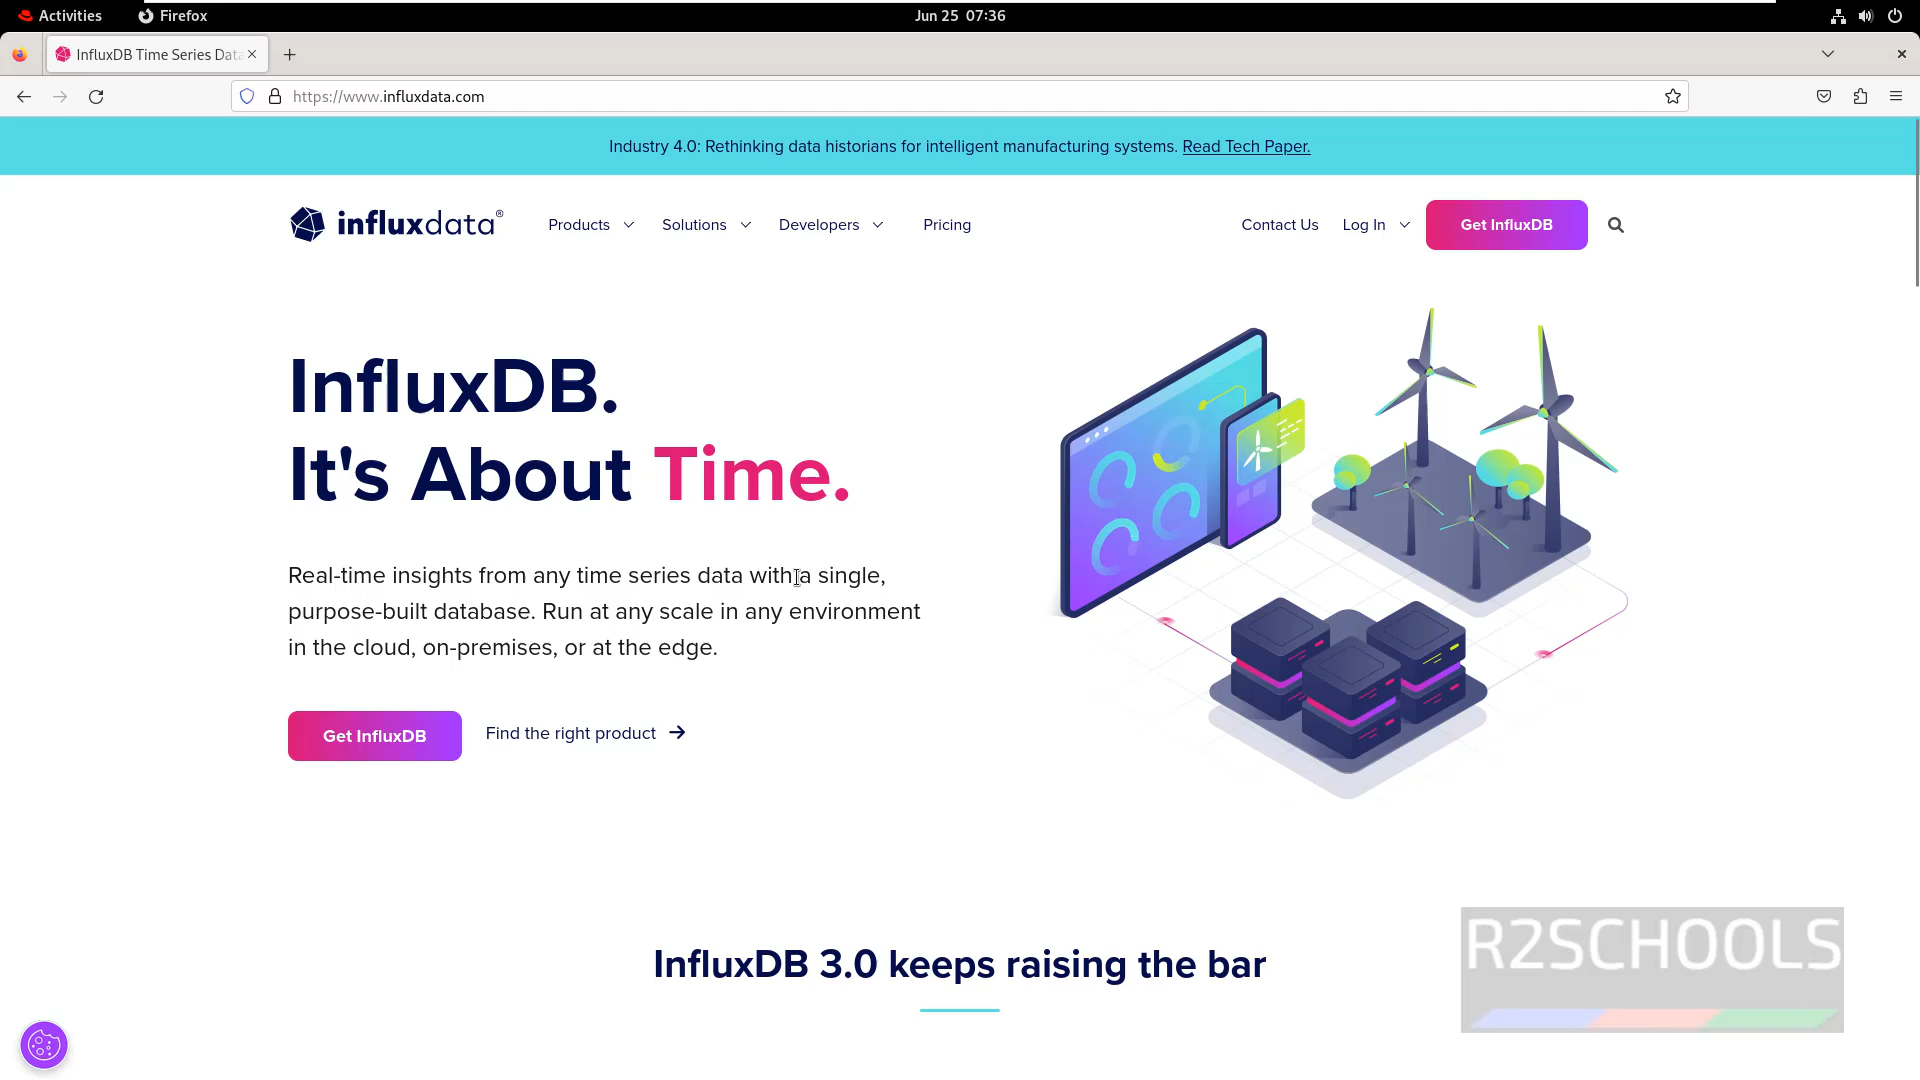 Activities
Firefox
Jun 25 07:36
InfluxDB Time Series Data
https://www.influxdata.com
Industry 4.0: Rethinking data historians for intelligent manufacturing systems. Read Tech Paper.
influxdata®
Products
Solutions
Developers
Pricing
Contact Us
Log In
Get InfluxDB
InfluxDB.
It's About Time.
Real-time insights from any time series data with a single,
purpose-built database. Run at any scale in any environment
in the cloud, on-premises, or at the edge.
Get InfluxDB
Find the right product
InfluxDB 3.0 keeps raising the bar
R2SCHOOLS